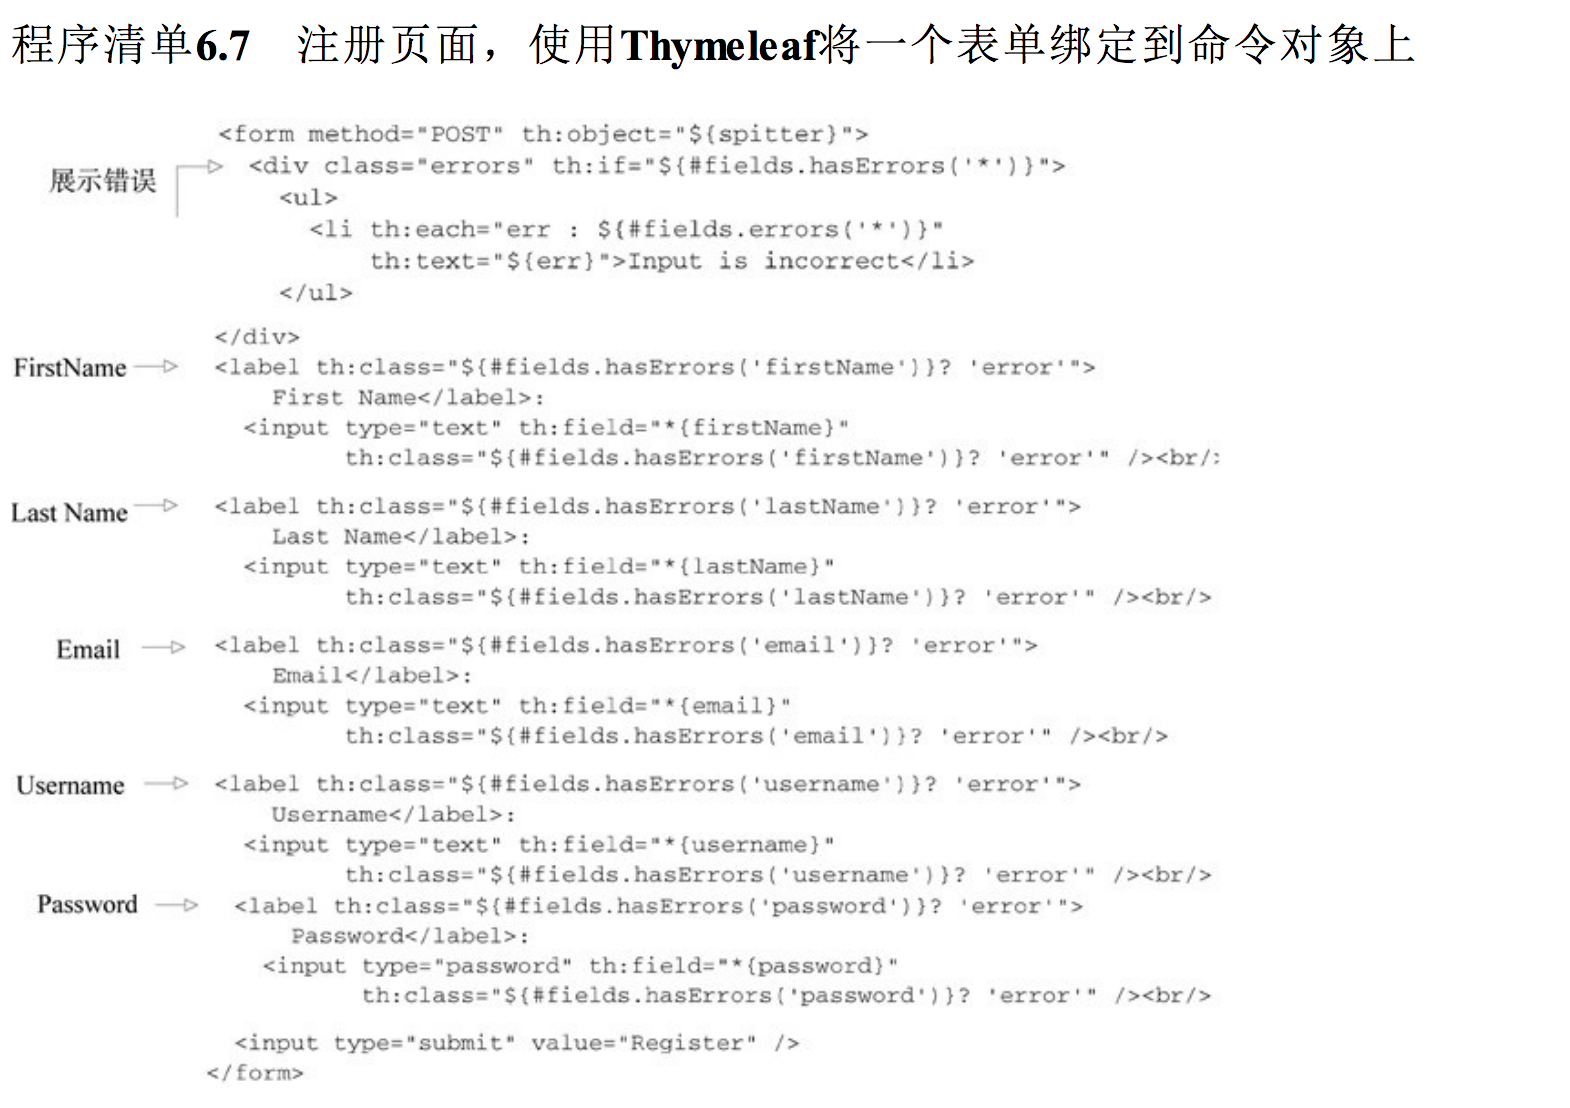 程序清单6.7 注册页面，使用Thymeleaf将一个表单绑定到命令对象上
<form method="POST" th:object="${spitter}">
展示错误 <div class="errors" th:if="${#fields.hasErrors('*')}">
<ul>
<li th:each="err : ${#fields.errors('*')}"
th:text="${err}">Input is incorrect</li>
</ul>
</div>
FirstName <label th:class="${#fields.hasErrors('firstName')}? 'error'">
First Name</label>:
<input type="text" th:field="*{firstName}"
th:class="${#fields.hasErrors('firstName')}? 'error'" /><br/:
Last Name <label th:class="${#fields.hasErrors('lastName')}? 'error'">
Last Name</label>:
<input type="text" th:field="*{lastName}"
th:class="${#fields.hasErrors('lastName')}? 'error'" /><br/>
Email <label th:class="${#fields.hasErrors('email')}? 'error'">
Email</label>:
<input type="text" th:field="*{email}"
th:class="${#fields.hasErrors('email')}? 'error'" /><br/>
Username <label th:class="${#fields.hasErrors('username')}? 'error'">
Username</label>:
<input type="text" th:field="*{username}"
th:class="${#fields.hasErrors('username')}? 'error'" /><br/>
Password <label th:class="${#fields.hasErrors('password')}? 'error'">
Password</label>:
<input type="password" th:field="*{password}"
th:class="${#fields.hasErrors('password')}? 'error'" /><br/>
<input type="submit" value="Register" />
</form>